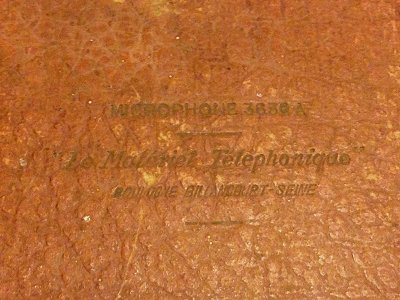 MICROPHONE 3639 A
"Le Matériel Téléphonique"
BOULOGNE BILLANCOURT-SEINE